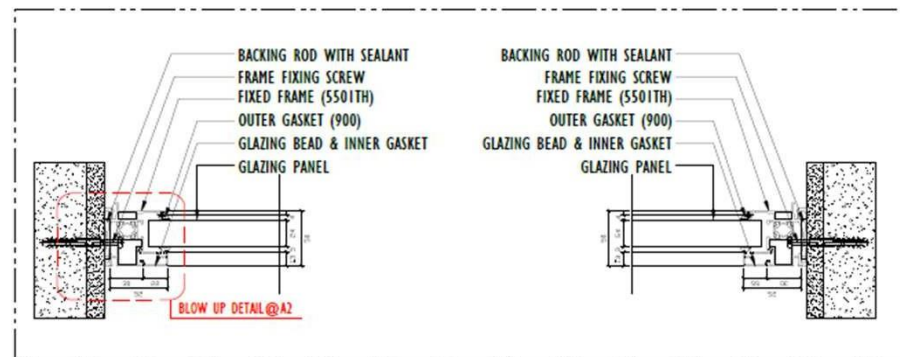 BACKING ROD WITH SEALANT
FRAME FIXING SCREW
FIXED FRAME (5501TH)
OUTER GASKET (900)
GLAZING BEAD & INNER GASKET
GLAZING PANEL
BLOW UP DETAIL@A2
BACKING ROD WITH SEALANT
FRAME FIXING SCREW
FIXED FRAME (5501TH)
OUTER GASKET (900)
GLAZING BEAD & INNER GASKET
GLAZING PANEL